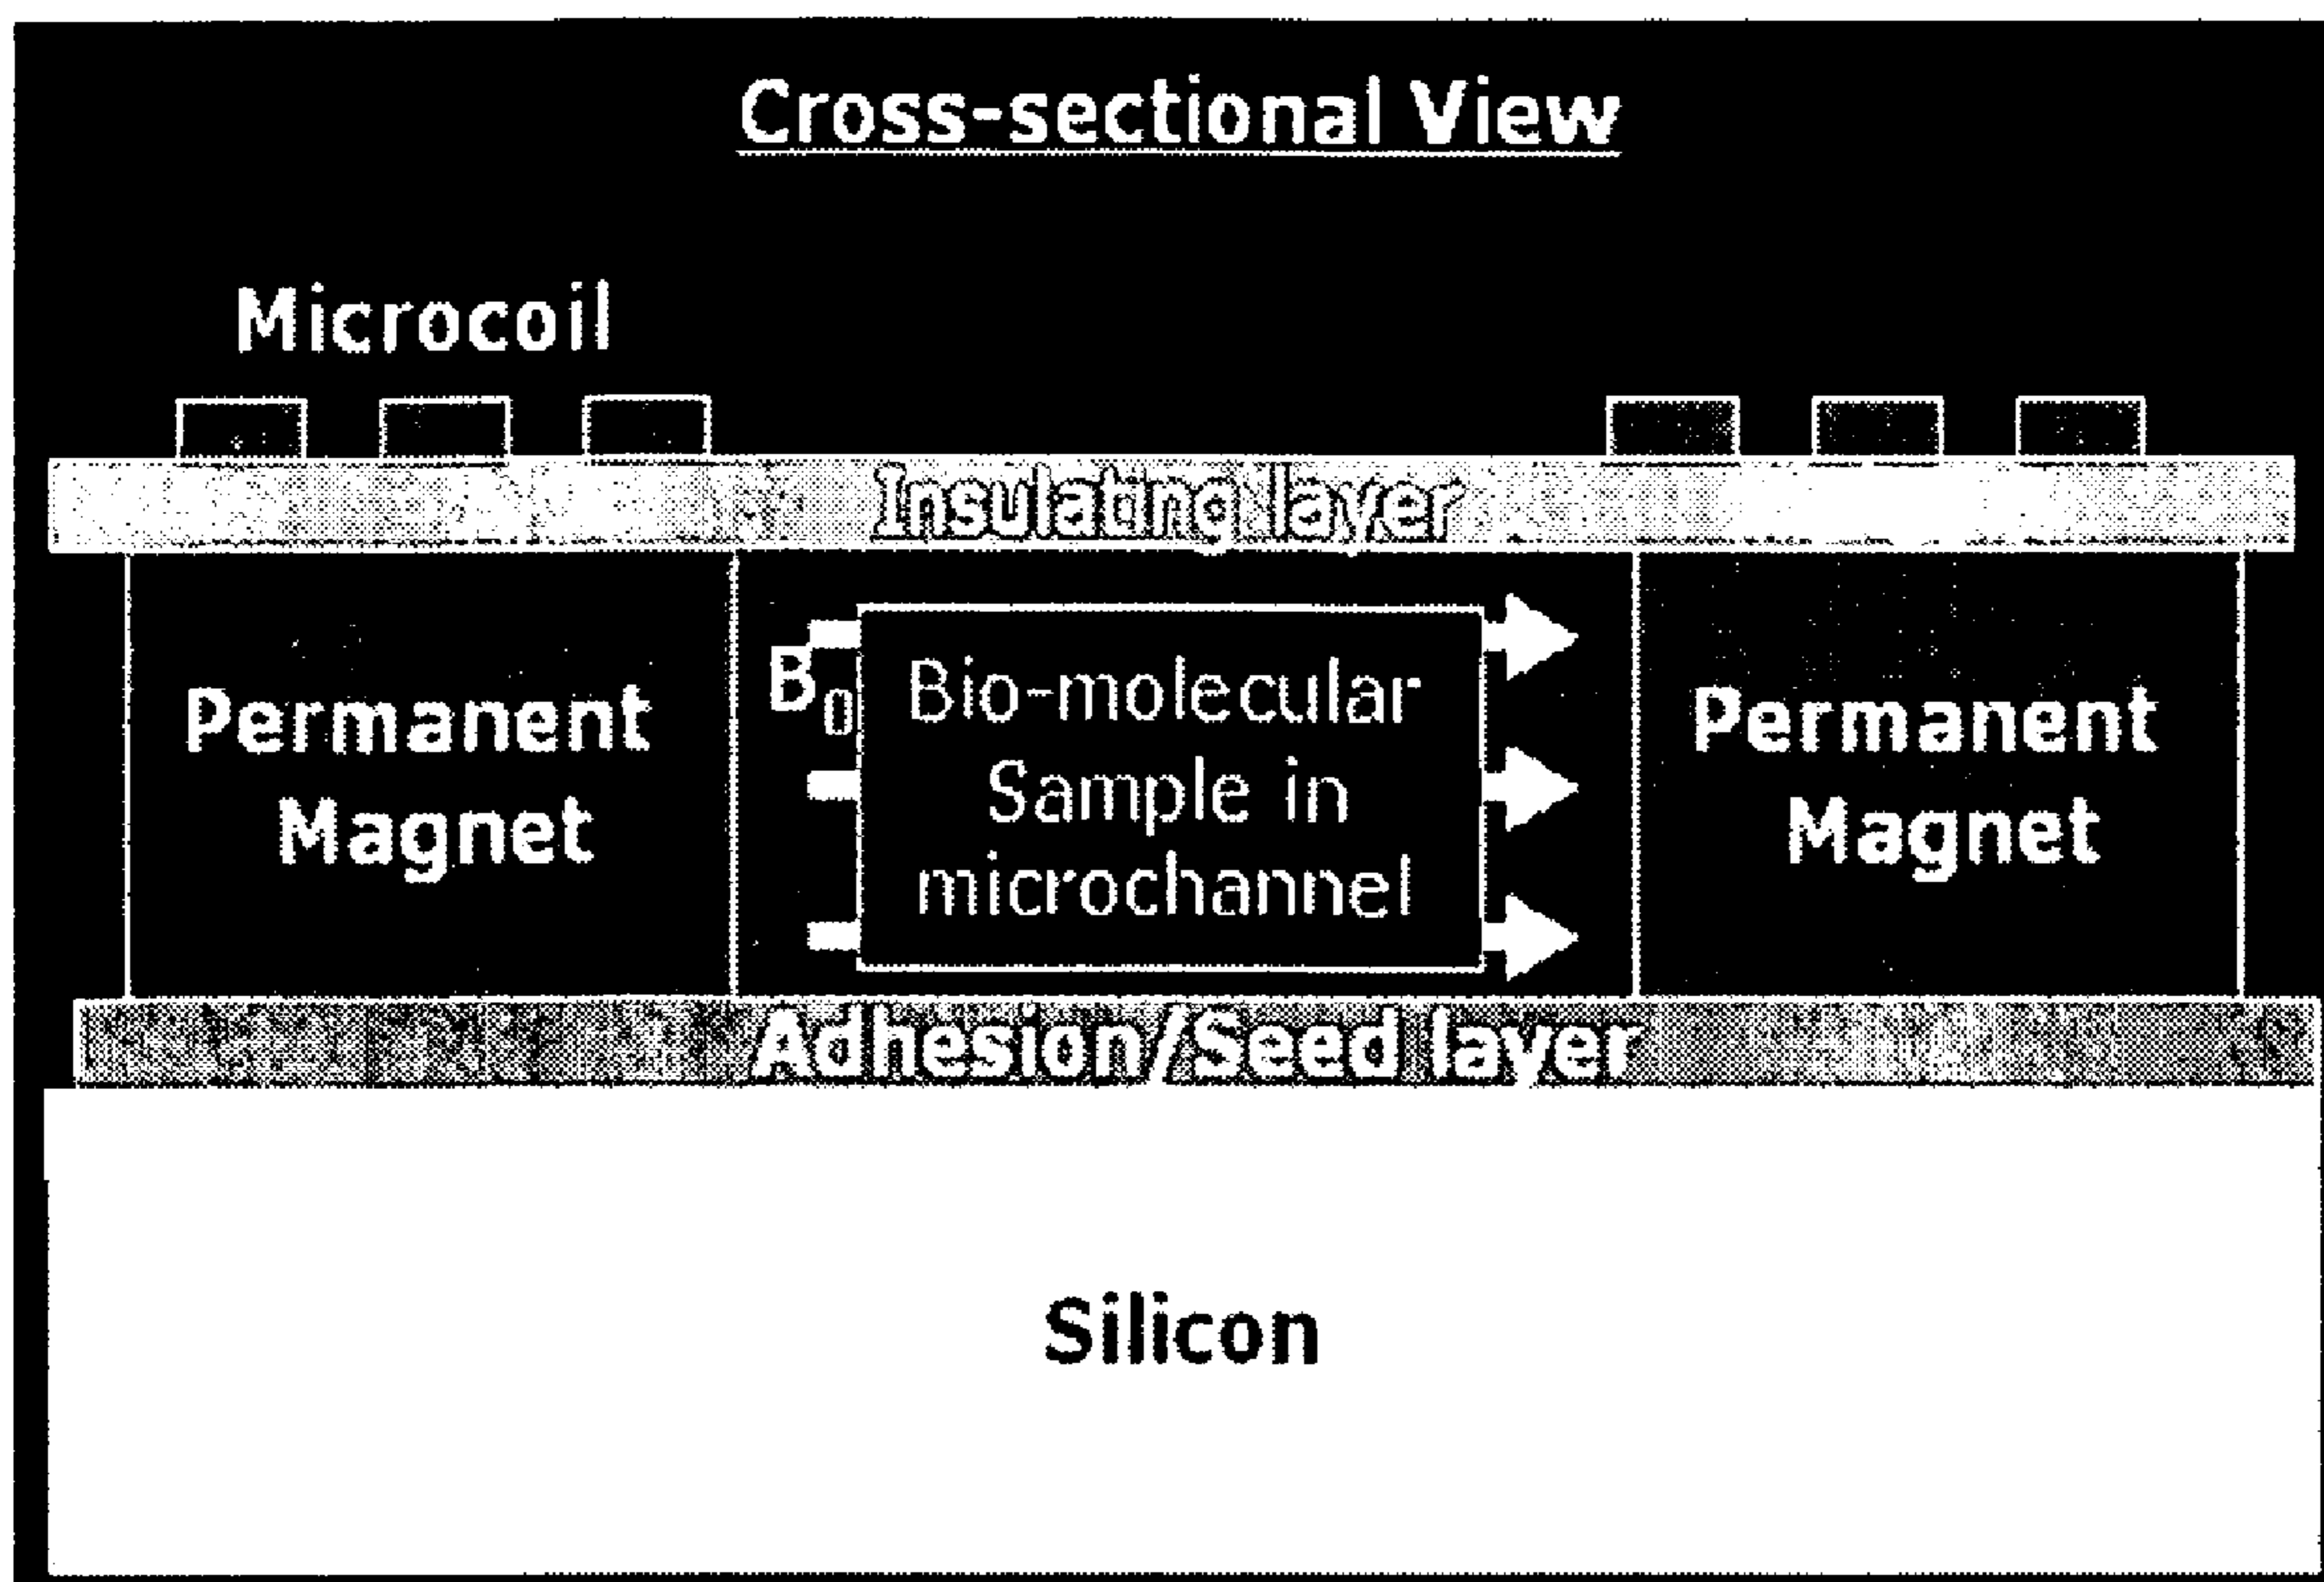 Cross-sectional View
Microcoil
Insulating layer
B₀
Bio-molecular
Sample in
microchannel
Permanent
Magnet
Permanent
Magnet
Adhesion/Seed layer
Silicon